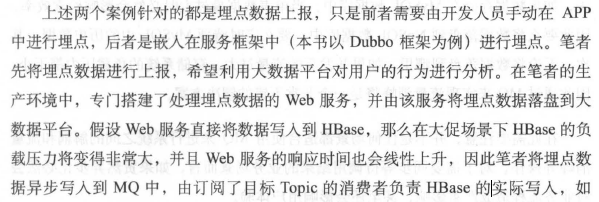 上述两个案例针对的都是埋点数据上报，只是前者需要由开发人员手动在 APP
中进行埋点，后者是嵌入在服务框架中（本书以 Dubbo 框架为例）进行埋点。笔者
先将埋点数据进行上报，希望利用大数据平台对用户的行为进行分析。在笔者的生
产环境中，专门搭建了处理埋点数据的 Web 服务，并由该服务将埋点数据落盘到大
数据平台。假设 Web 服务直接将数据写入到 HBase，那么在大促场景下 HBase 的负
载压力将变得非常大，并且 Web 服务的响应时间也会线性上升，因此笔者将埋点数
据异步写入到 MQ 中，由订阅了目标 Topic 的消费者负责 HBase 的实际写入，如